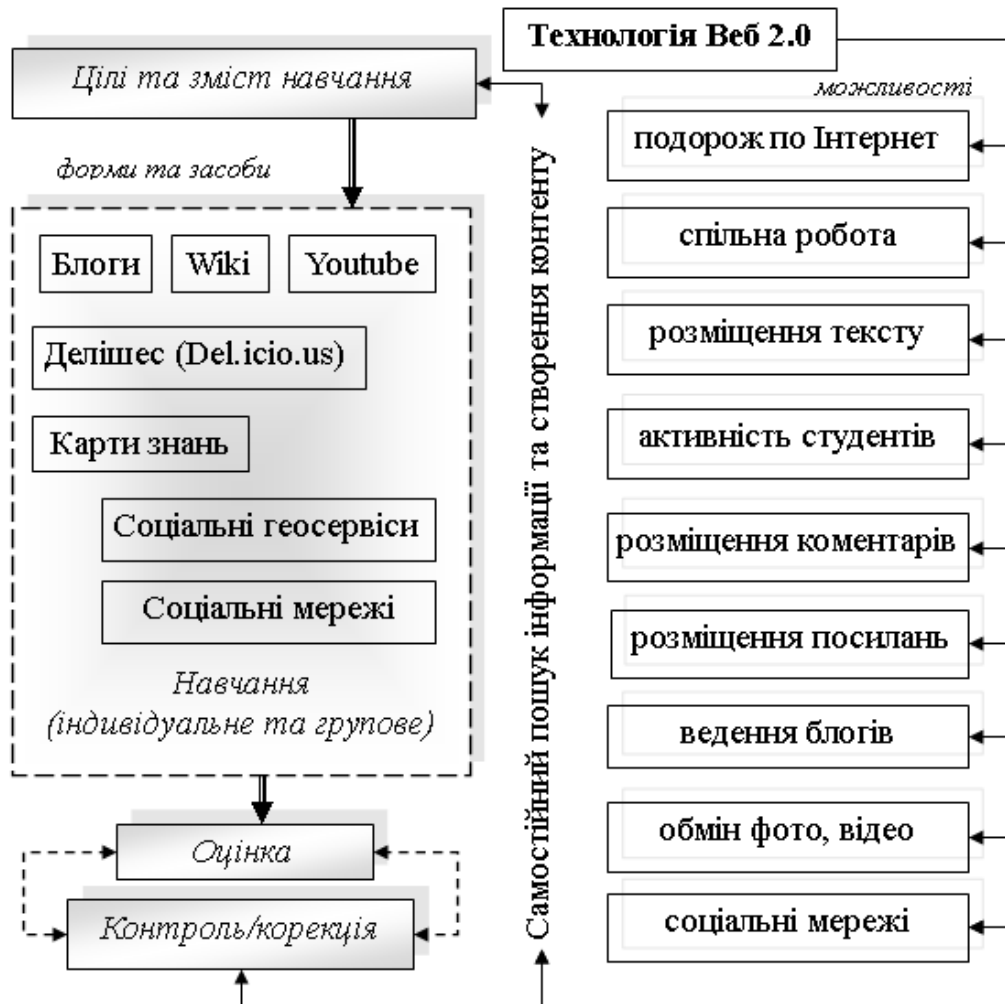 Технологія Веб 2.0
Цілі та зміст навчання
можливості
форми та засоби
Блоги
Wiki
Youtube
Делішес (Del.icio.us)
Карти знань
Соціальні геосервіси
Соціальні мережі
Навчання
(індивідуальне та групове)
Оцінка
Контроль/корекція
Самостійний пошук інформації та створення контенту
подорож по Інтернет
спільна робота
розміщення тексту
активність студентів
розміщення коментарів
розміщення посилань
ведення блогів
обмін фото, відео
соціальні мережі